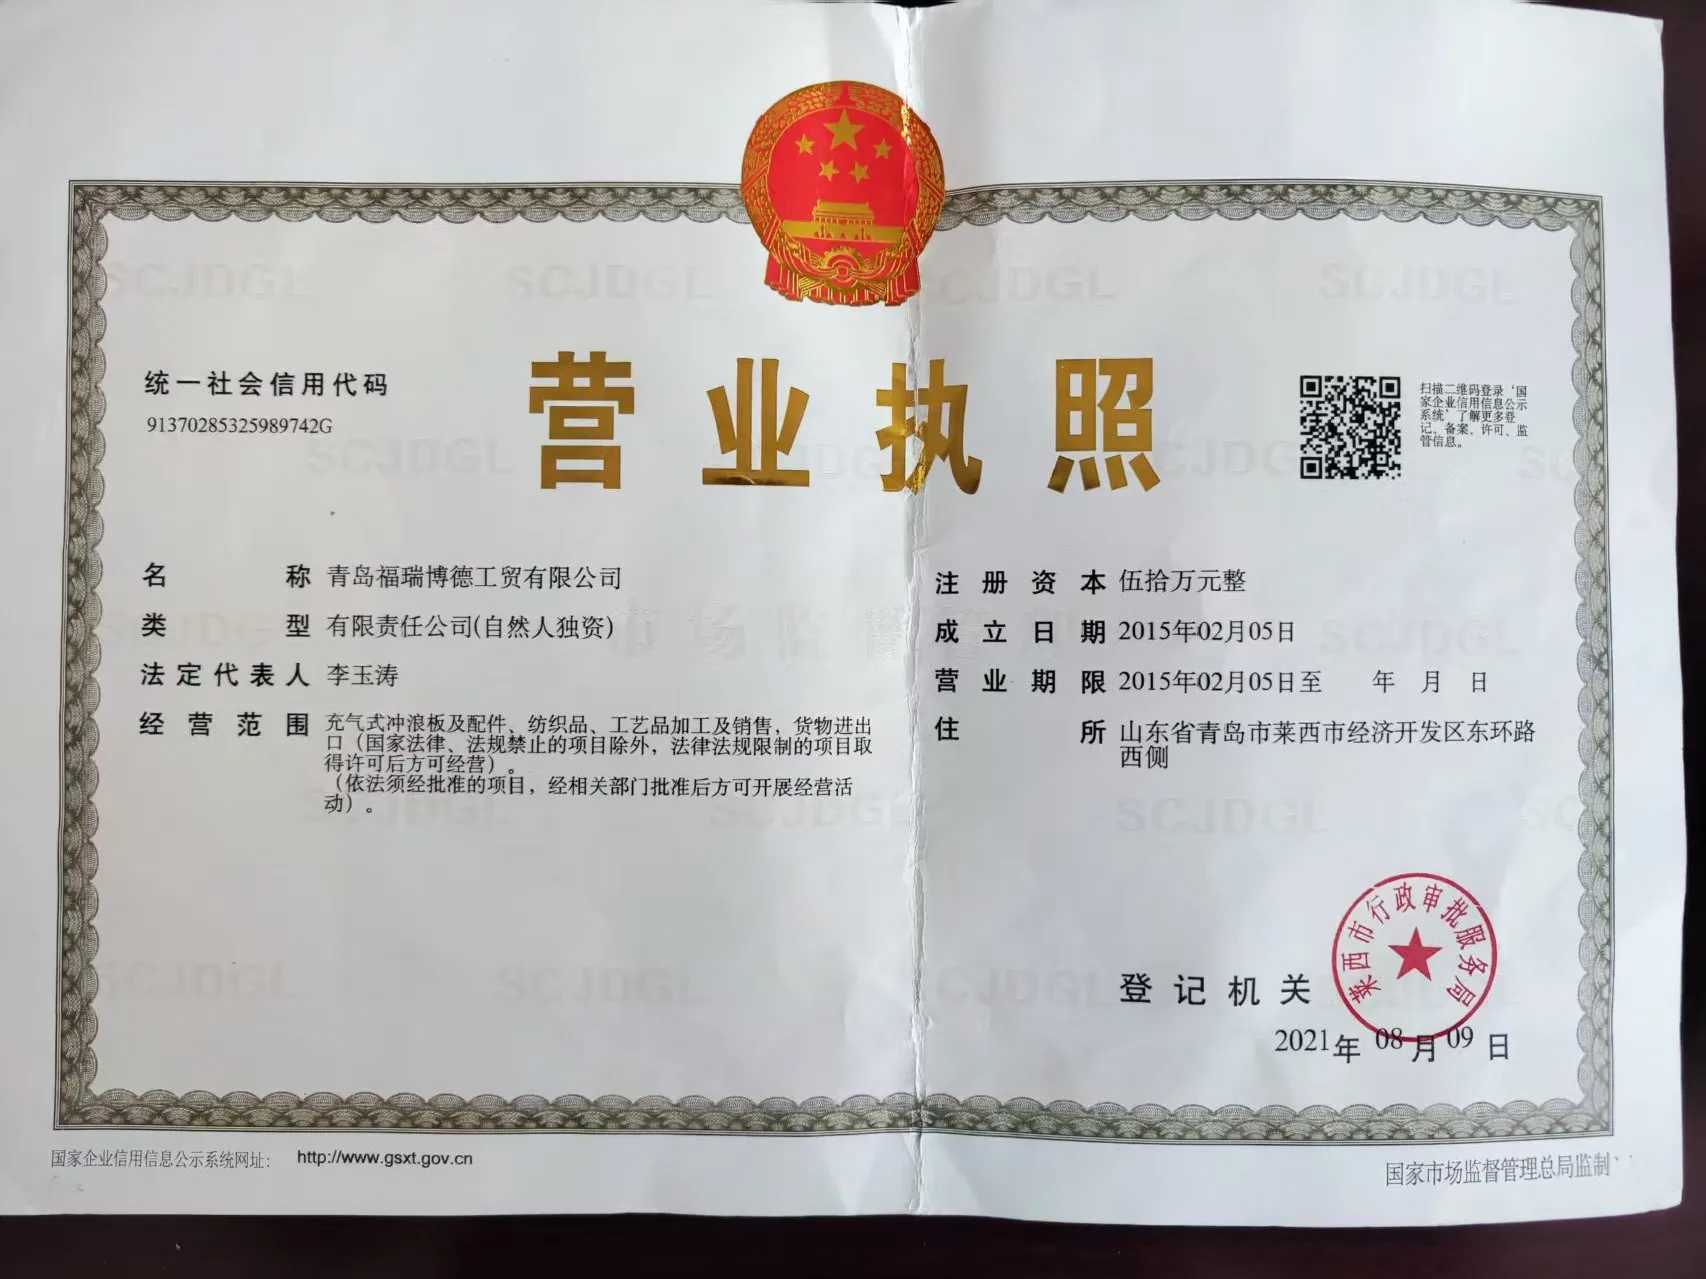 统一社会信用代码
91370285325989742G
营业执照
扫描二维码登录'国
家企业信用信息公示
系统'了解更多登
记、备案、许可、监
管信息。
名称 青岛福瑞博德工贸有限公司
类型 有限责任公司(自然人独资)
法定代表人 李玉涛
经营范围 充气式冲浪板及配件、纺织品、工艺品加工及销售，货物进出
口（国家法律、法规禁止的项目除外，法律法规限制的项目取
得许可后方可经营）。
（依法须经批准的项目，经相关部门批准后方可开展经营活
动）。
注册资本 伍拾万元整
成立日期 2015年02月05日
营业期限 2015年02月05日至 年 月 日
住所 山东省青岛市莱西市经济开发区东环路
西侧
登记机关
莱西市行政审批服务局
2021年08月09日
国家企业信用信息公示系统网址： http://www.gsxt.gov.cn
国家市场监督管理总局监制
SCJDGL SCJDGL SCJDGL SCJDGL
市场监督管理